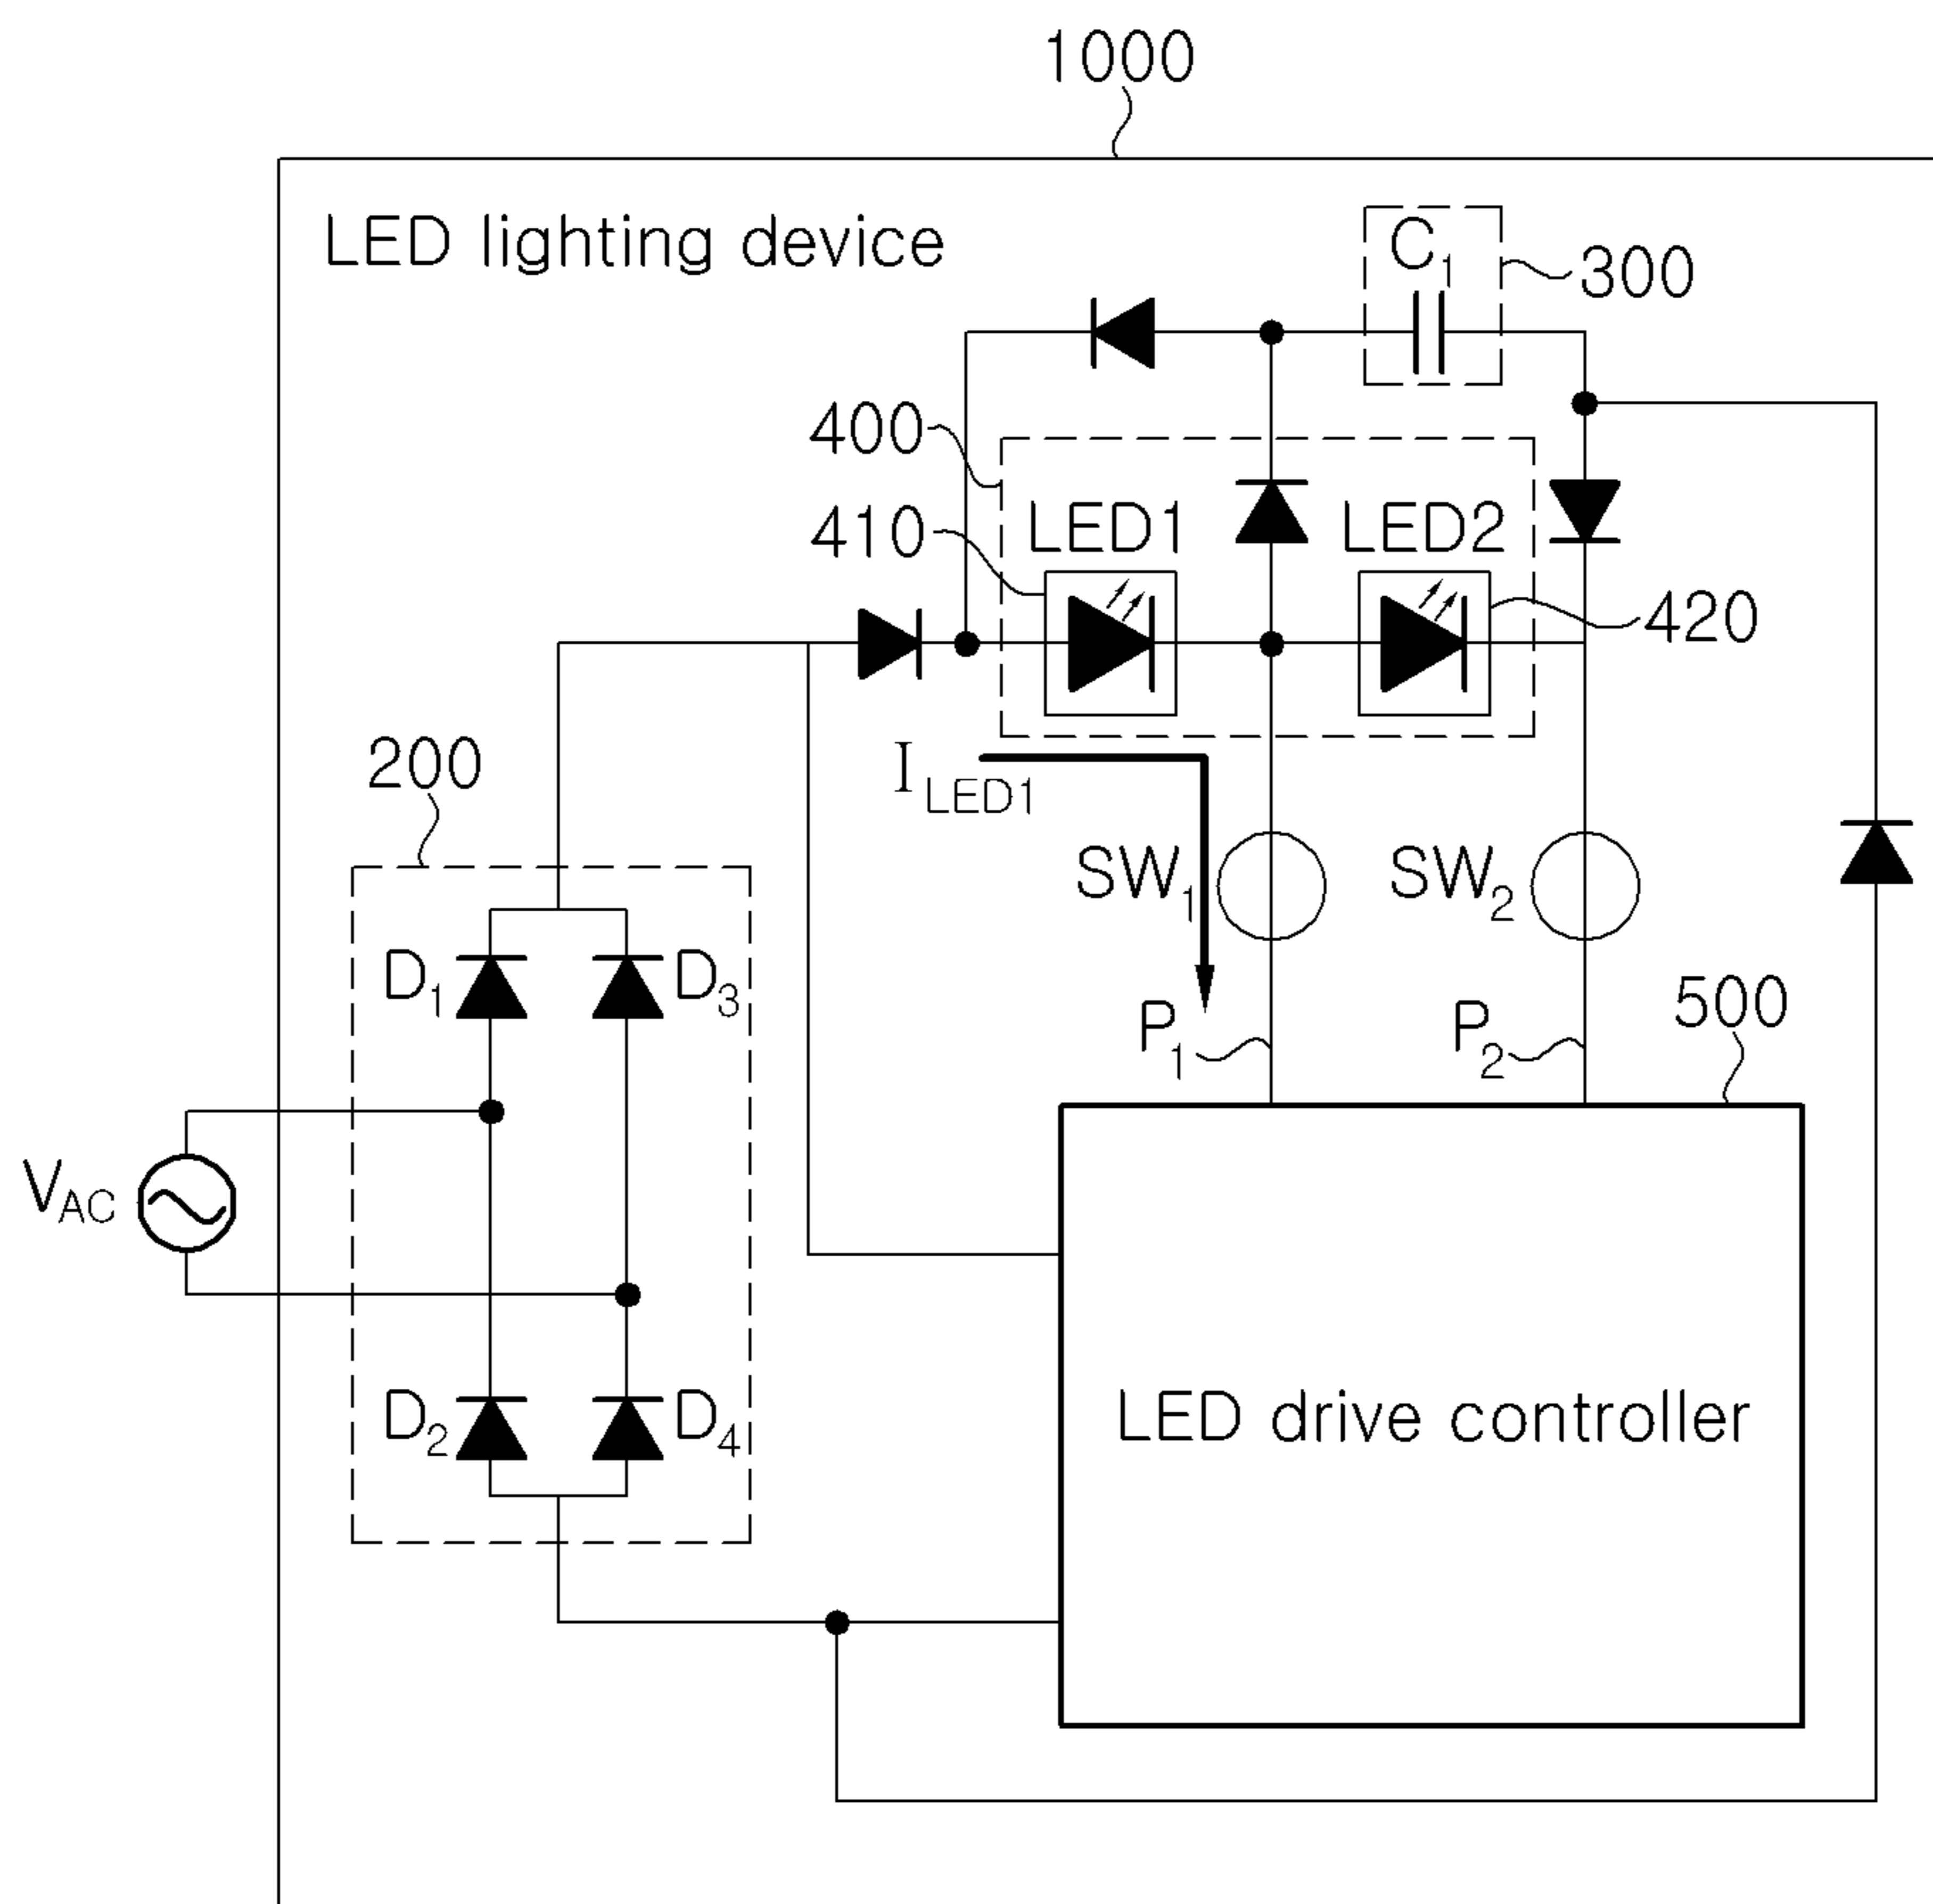 1000
LED lighting device
C1
300
400
410
LED1
LED2
420
200
ILED1
SW1
SW2
D1
D3
P1
P2
500
VAC
LED drive controller
D2
D4